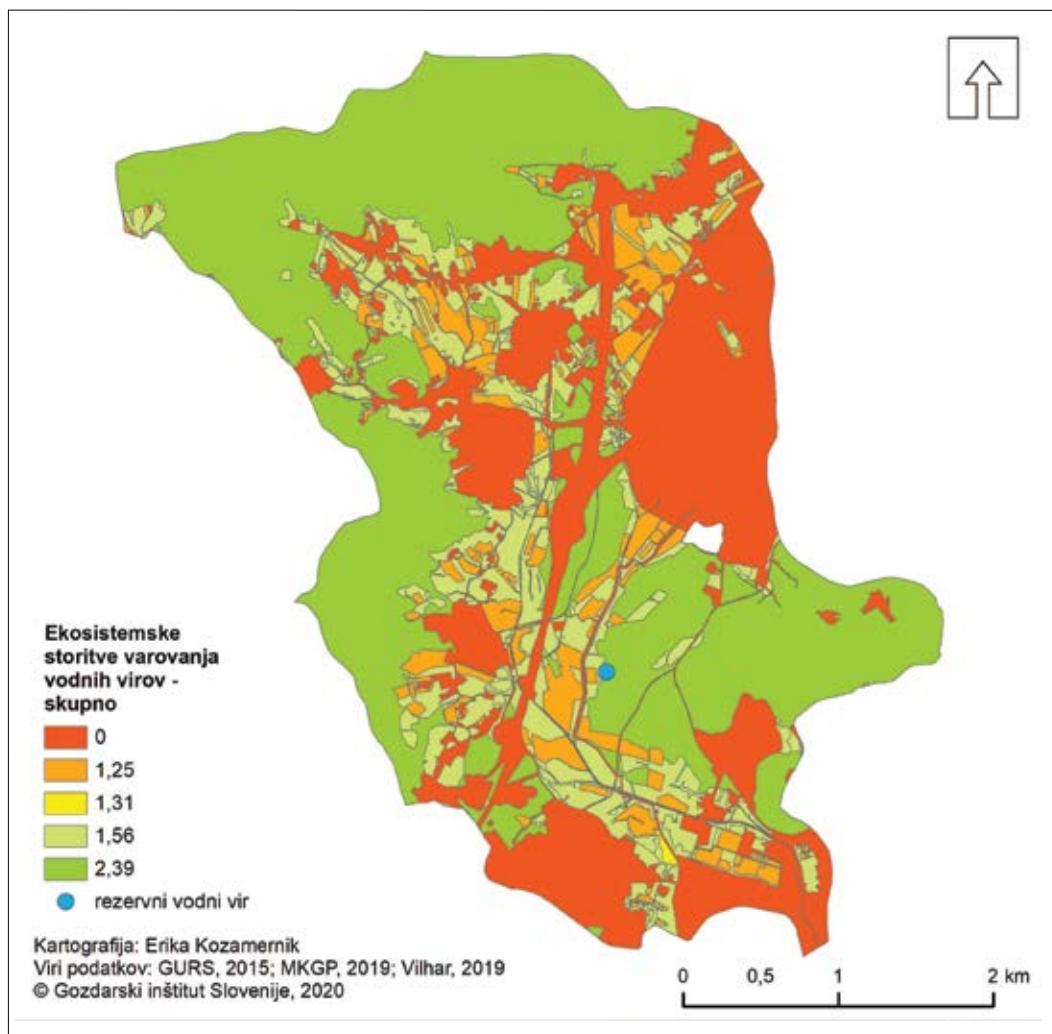 Ekosistemske
storitve varovanja
vodnih virov -
skupno
0
1,25
1,31
1,56
2,39
rezervni vodni vir
Kartografija: Erika Kozamernik
Viri podatkov: GURS, 2015; MKGP, 2019; Vilhar, 2019
© Gozdarski inštitut Slovenije, 2020
0 0,5 1 2 km